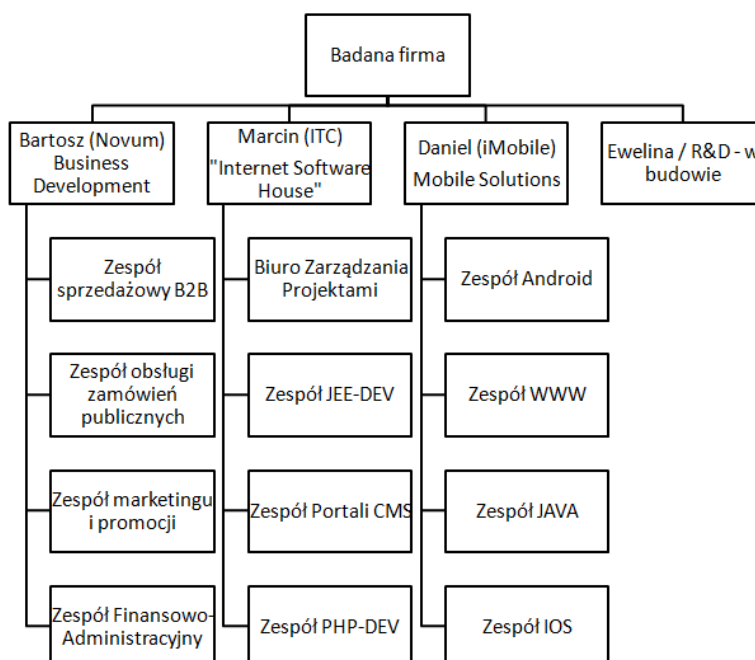 Badana firma
Bartosz (Novum)
Business
Development
Marcin (ITC)
"Internet Software
House"
Daniel (iMobile)
Mobile Solutions
Ewelina / R&D - w
budowie
Zespół
sprzedażowy B2B
Zespół obsługi
zamówień
publicznych
Zespół marketingu
i promocji
Zespół Finansowo-
Administracyjny
Biuro Zarządzania
Projektami
Zespół JEE-DEV
Zespół Portali CMS
Zespół PHP-DEV
Zespół Android
Zespół WWW
Zespół JAVA
Zespół IOS